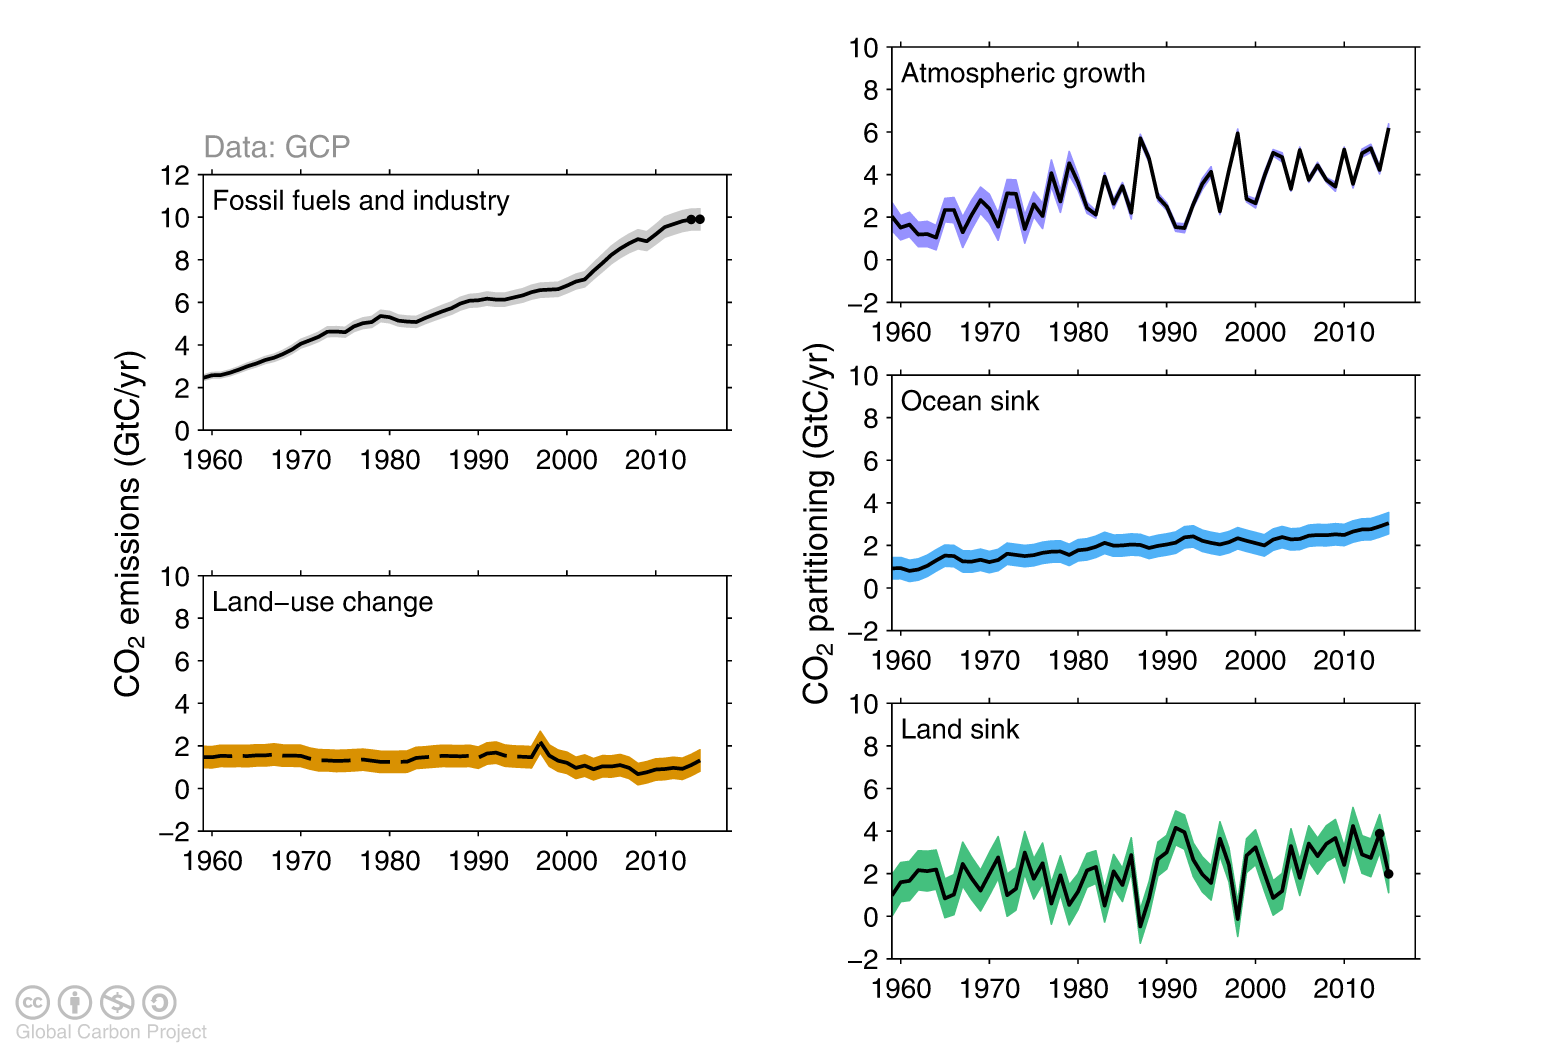 Data: GCP
CO2 emissions (GtC/yr)
Fossil fuels and industry
12
10
8
6
4
2
0
1960 1970 1980 1990 2000 2010
Land−use change
10
8
6
4
2
0
−2
1960 1970 1980 1990 2000 2010
CO2 partitioning (GtC/yr)
Atmospheric growth
10
8
6
4
2
0
−2
1960 1970 1980 1990 2000 2010
Ocean sink
10
8
6
4
2
0
−2
1960 1970 1980 1990 2000 2010
Land sink
10
8
6
4
2
0
−2
1960 1970 1980 1990 2000 2010
cc
Global Carbon Project